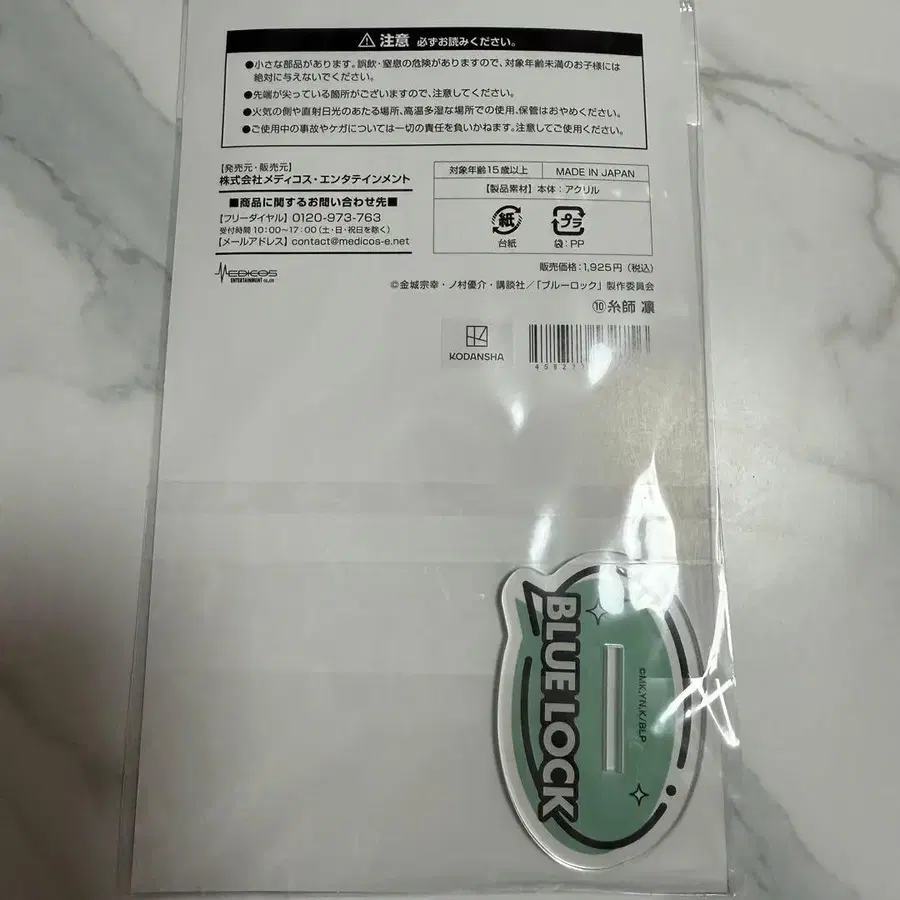 ⚠ 注意 必ずお読みください。
●小さな部品があります。誤飲・窒息の危険がありますので、対象年齢未満のお子様には
絶対に与えないでください。
●先端が尖っている箇所がございますので、注意してください。
●火気の側や直射日光のあたる場所、高温多湿な場所での使用、保管はおやめください。
●ご使用中の事故やケガについては一切の責任を負いかねます。注意してご使用ください。
【発売元・販売元】
株式会社メディコス・エンタテインメント
■商品に関するお問い合わせ先■
【フリーダイヤル】0120-973-763
受付時間 10:00~17:00（土・日・祝日を除く）
【メールアドレス】contact@medicos-e.net
MEDICOS
ENTERTAINMENT CO.,LTD
対象年齢15歳以上 MADE IN JAPAN
【製品素材】本体：アクリル
紙 プラ
台紙 袋：PP
販売価格：1,925円（税込）
©金城宗幸・ノ村優介・講談社／「ブルーロック」製作委員会
⑩糸師 凛
KODANSHA
BLUE LOCK
©MK,YN,K/BLP